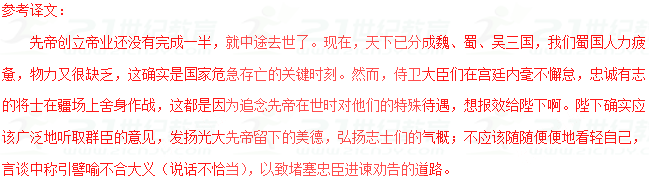 参考译文：
先帝创立帝业还没有完成一半，就中途去世了。现在，天下已分成魏、蜀、吴三国，我们蜀国人力疲
惫，物力又很缺乏，这确实是国家危急存亡的关键时刻。然而，侍卫大臣们在宫廷内毫不懈怠，忠诚有志
的将士在疆场上舍身作战，这都是因为追念先帝在世时对他们的特殊待遇，想报效给陛下啊。陛下确实应
该广泛地听取群臣的意见，发扬光大先帝留下的美德，弘扬志士们的气概；不应该随随便便地看轻自己，
言谈中称引譬喻不合大义（说话不恰当），以致堵塞忠臣进谏劝告的道路。